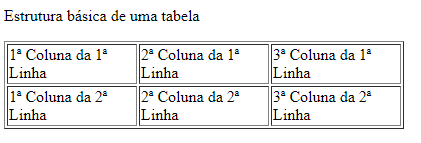 Estrutura básica de uma tabela
1ª Coluna da 1ª
Linha
2ª Coluna da 1ª
Linha
3ª Coluna da 1ª
Linha
1ª Coluna da 2ª
Linha
2ª Coluna da 2ª
Linha
3ª Coluna da 2ª
Linha